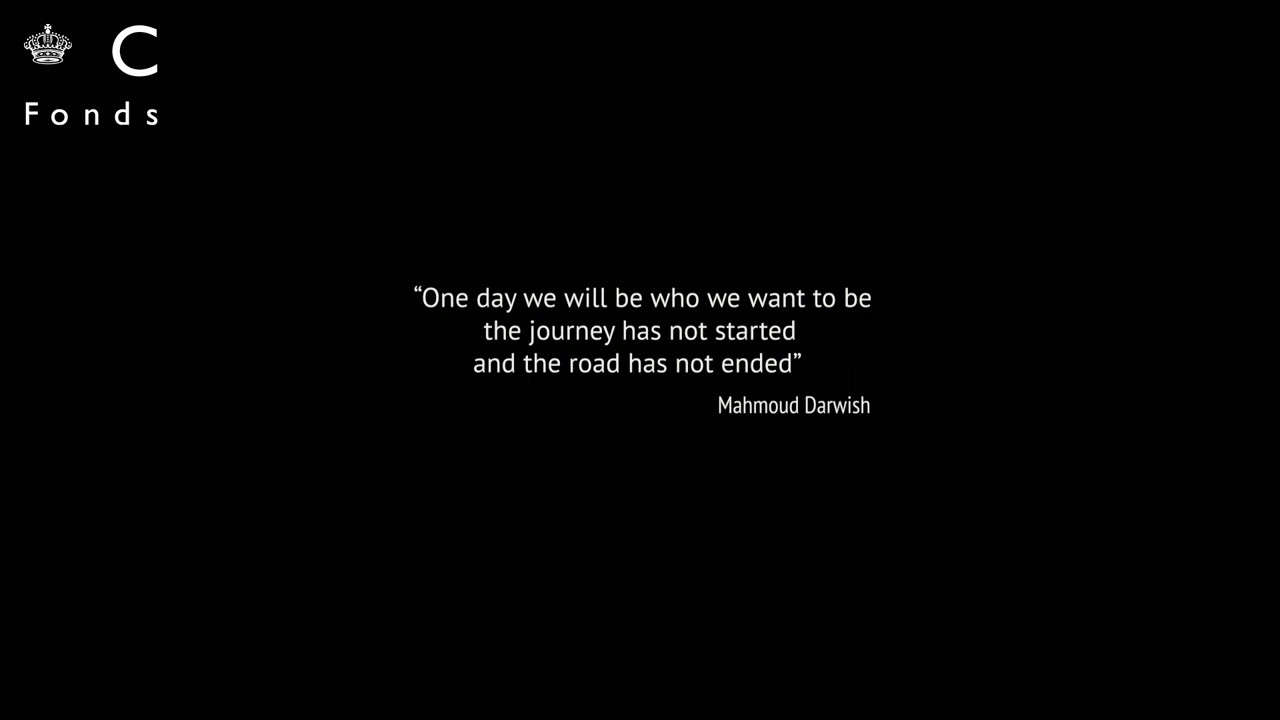 C
Fonds
“One day we will be who we want to be
the journey has not started
and the road has not ended”
Mahmoud Darwish